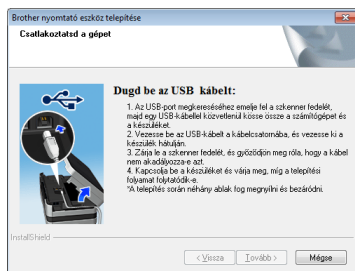 Brother nyomtató eszköz telepítése
Csatlakoztatsd a gépet
Dugd be az USB kábelt:
1. Az USB-port megkereséséhez emelje fel a szkenner fedelét,
majd egy USB-kábellel közvetlenül kösse össze a számítógépet és
a készüléket.
2. Vezesse be az USB-kábelt a kábelcsatornába, és vezesse ki a
készülék hátulján.
3. Zárja le a szkenner fedelét, és győződjön meg róla, hogy a kábel
nem akadályozza-e azt.
4. Kapcsolja be a készüléket és várja meg, míg a telepítési
folyamat folytatódik-e.
*A telepítés során néhány ablak fog megnyílni és bezáródni.
InstallShield
< Vissza Tovább > Mégse